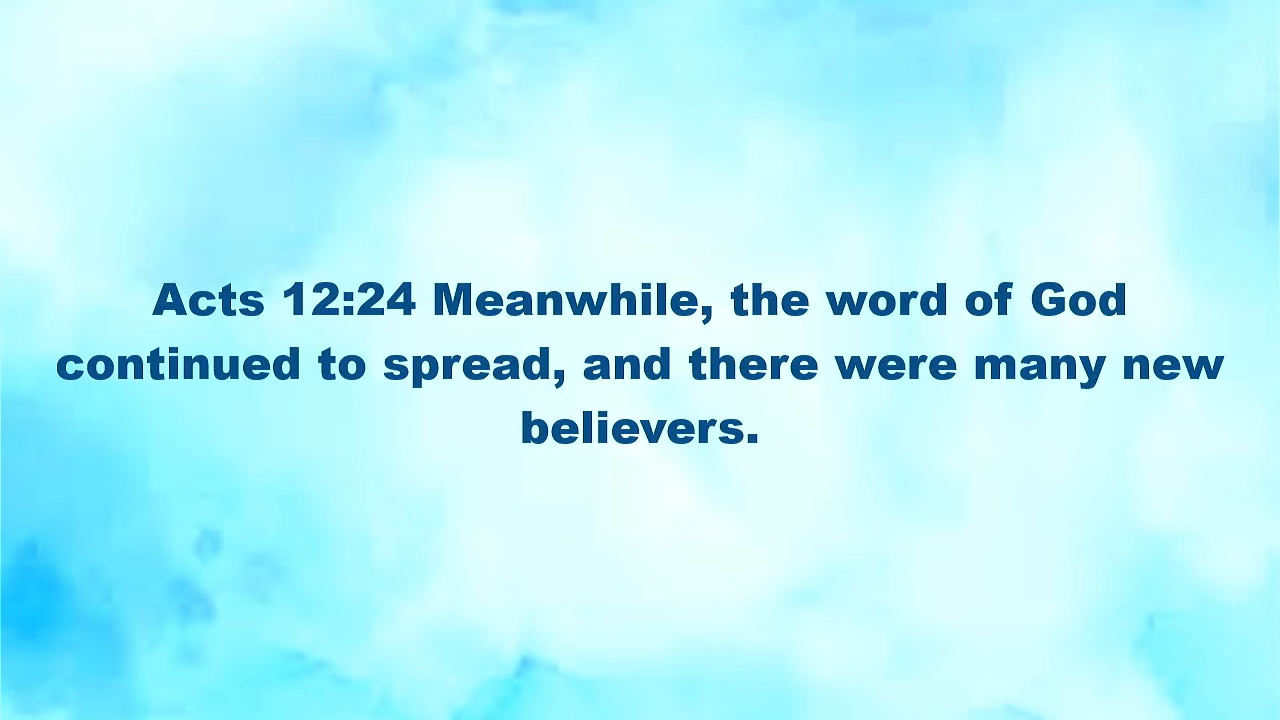 Acts 12:24 Meanwhile, the word of God
continued to spread, and there were many new
believers.